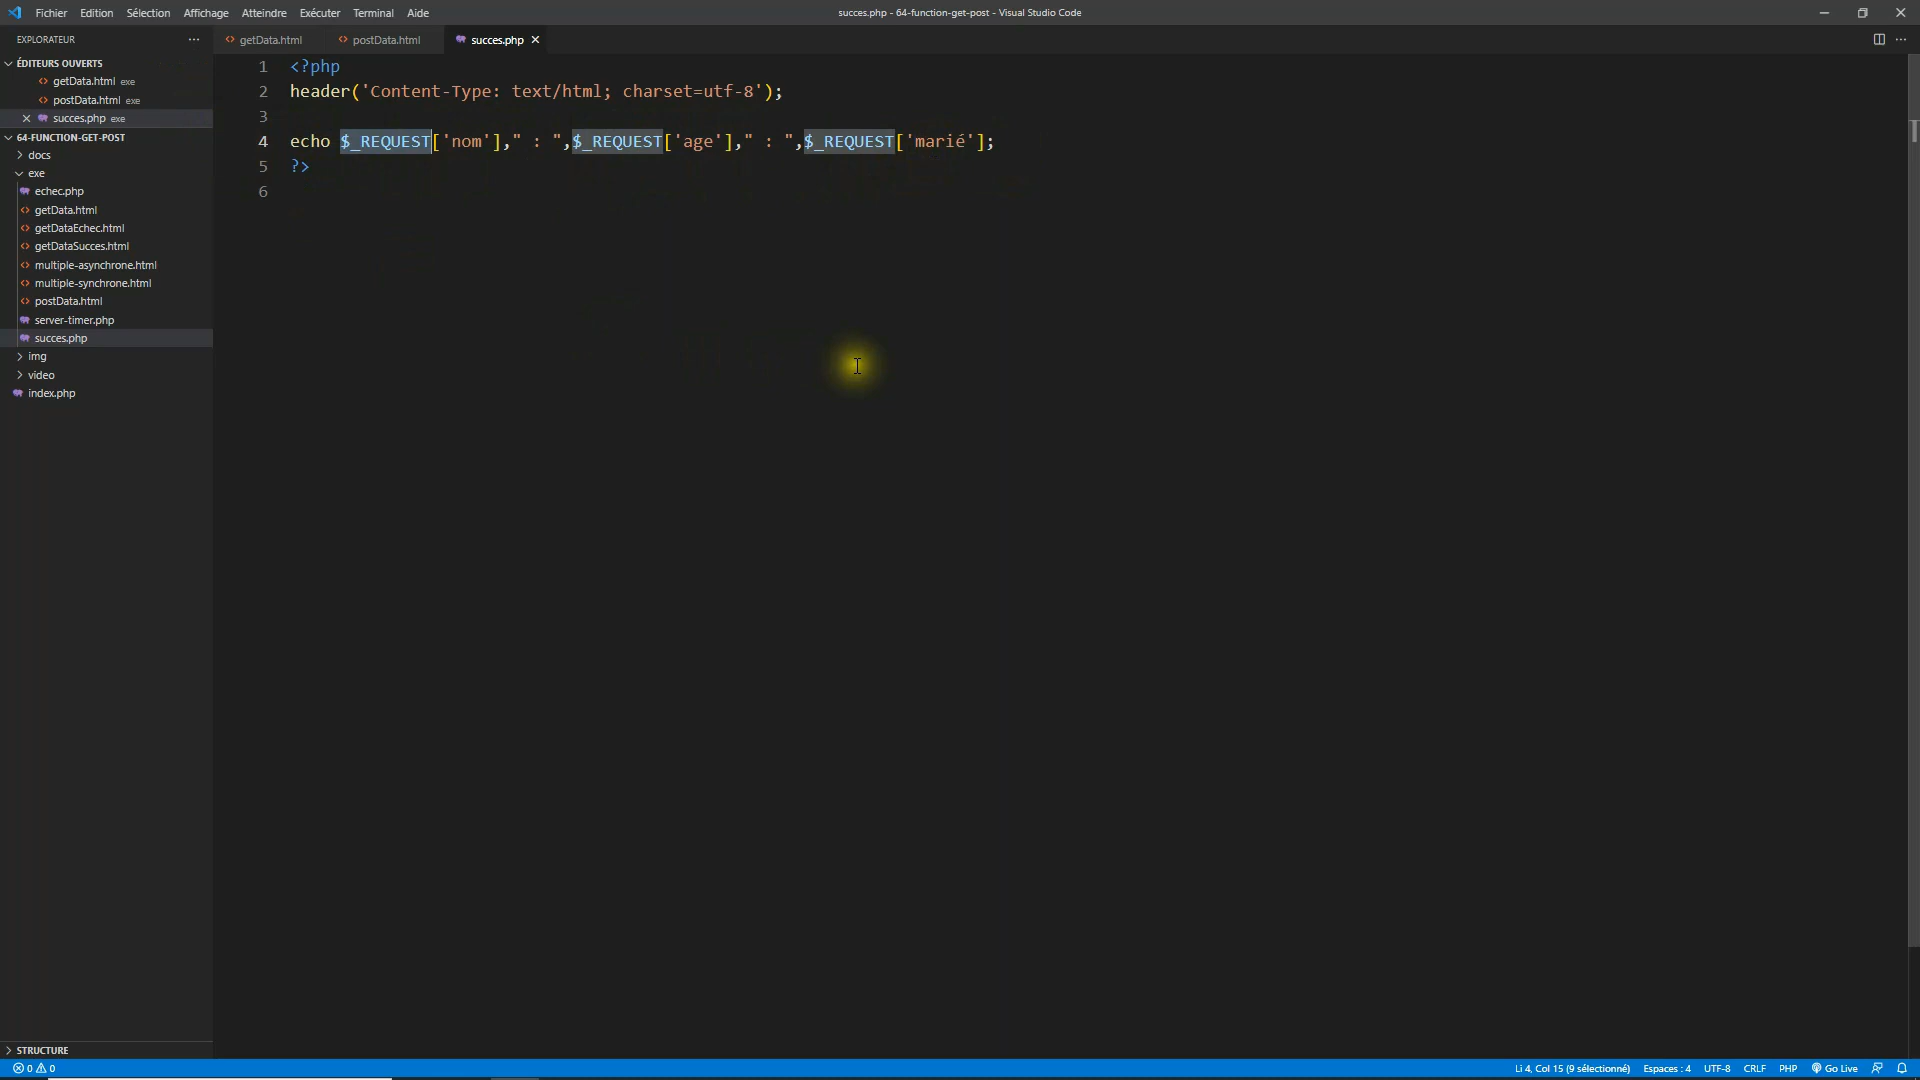 Fichier Edition Sélection Affichage Atteindre Exécuter Terminal Aide
succes.php - 64-function-get-post - Visual Studio Code
EXPLORATEUR
getData.html postData.html succes.php
ÉDITEURS OUVERTS
getData.html exe
postData.html exe
succes.php exe
64-FUNCTION-GET-POST
docs
exe
echec.php
getData.html
getDataEchec.html
getDataSucces.html
multiple-asynchrone.html
multiple-synchrone.html
postData.html
server-timer.php
succes.php
img
video
index.php
STRUCTURE
1 <?php
2 header('Content-Type: text/html; charset=utf-8');
3
4 echo $_REQUEST['nom']," : ",$_REQUEST['age']," : ",$_REQUEST['marié'];
5 ?>
6
0 0
Li 4, Col 15 (9 sélectionné) Espaces : 4 UTF-8 CRLF PHP Go Live